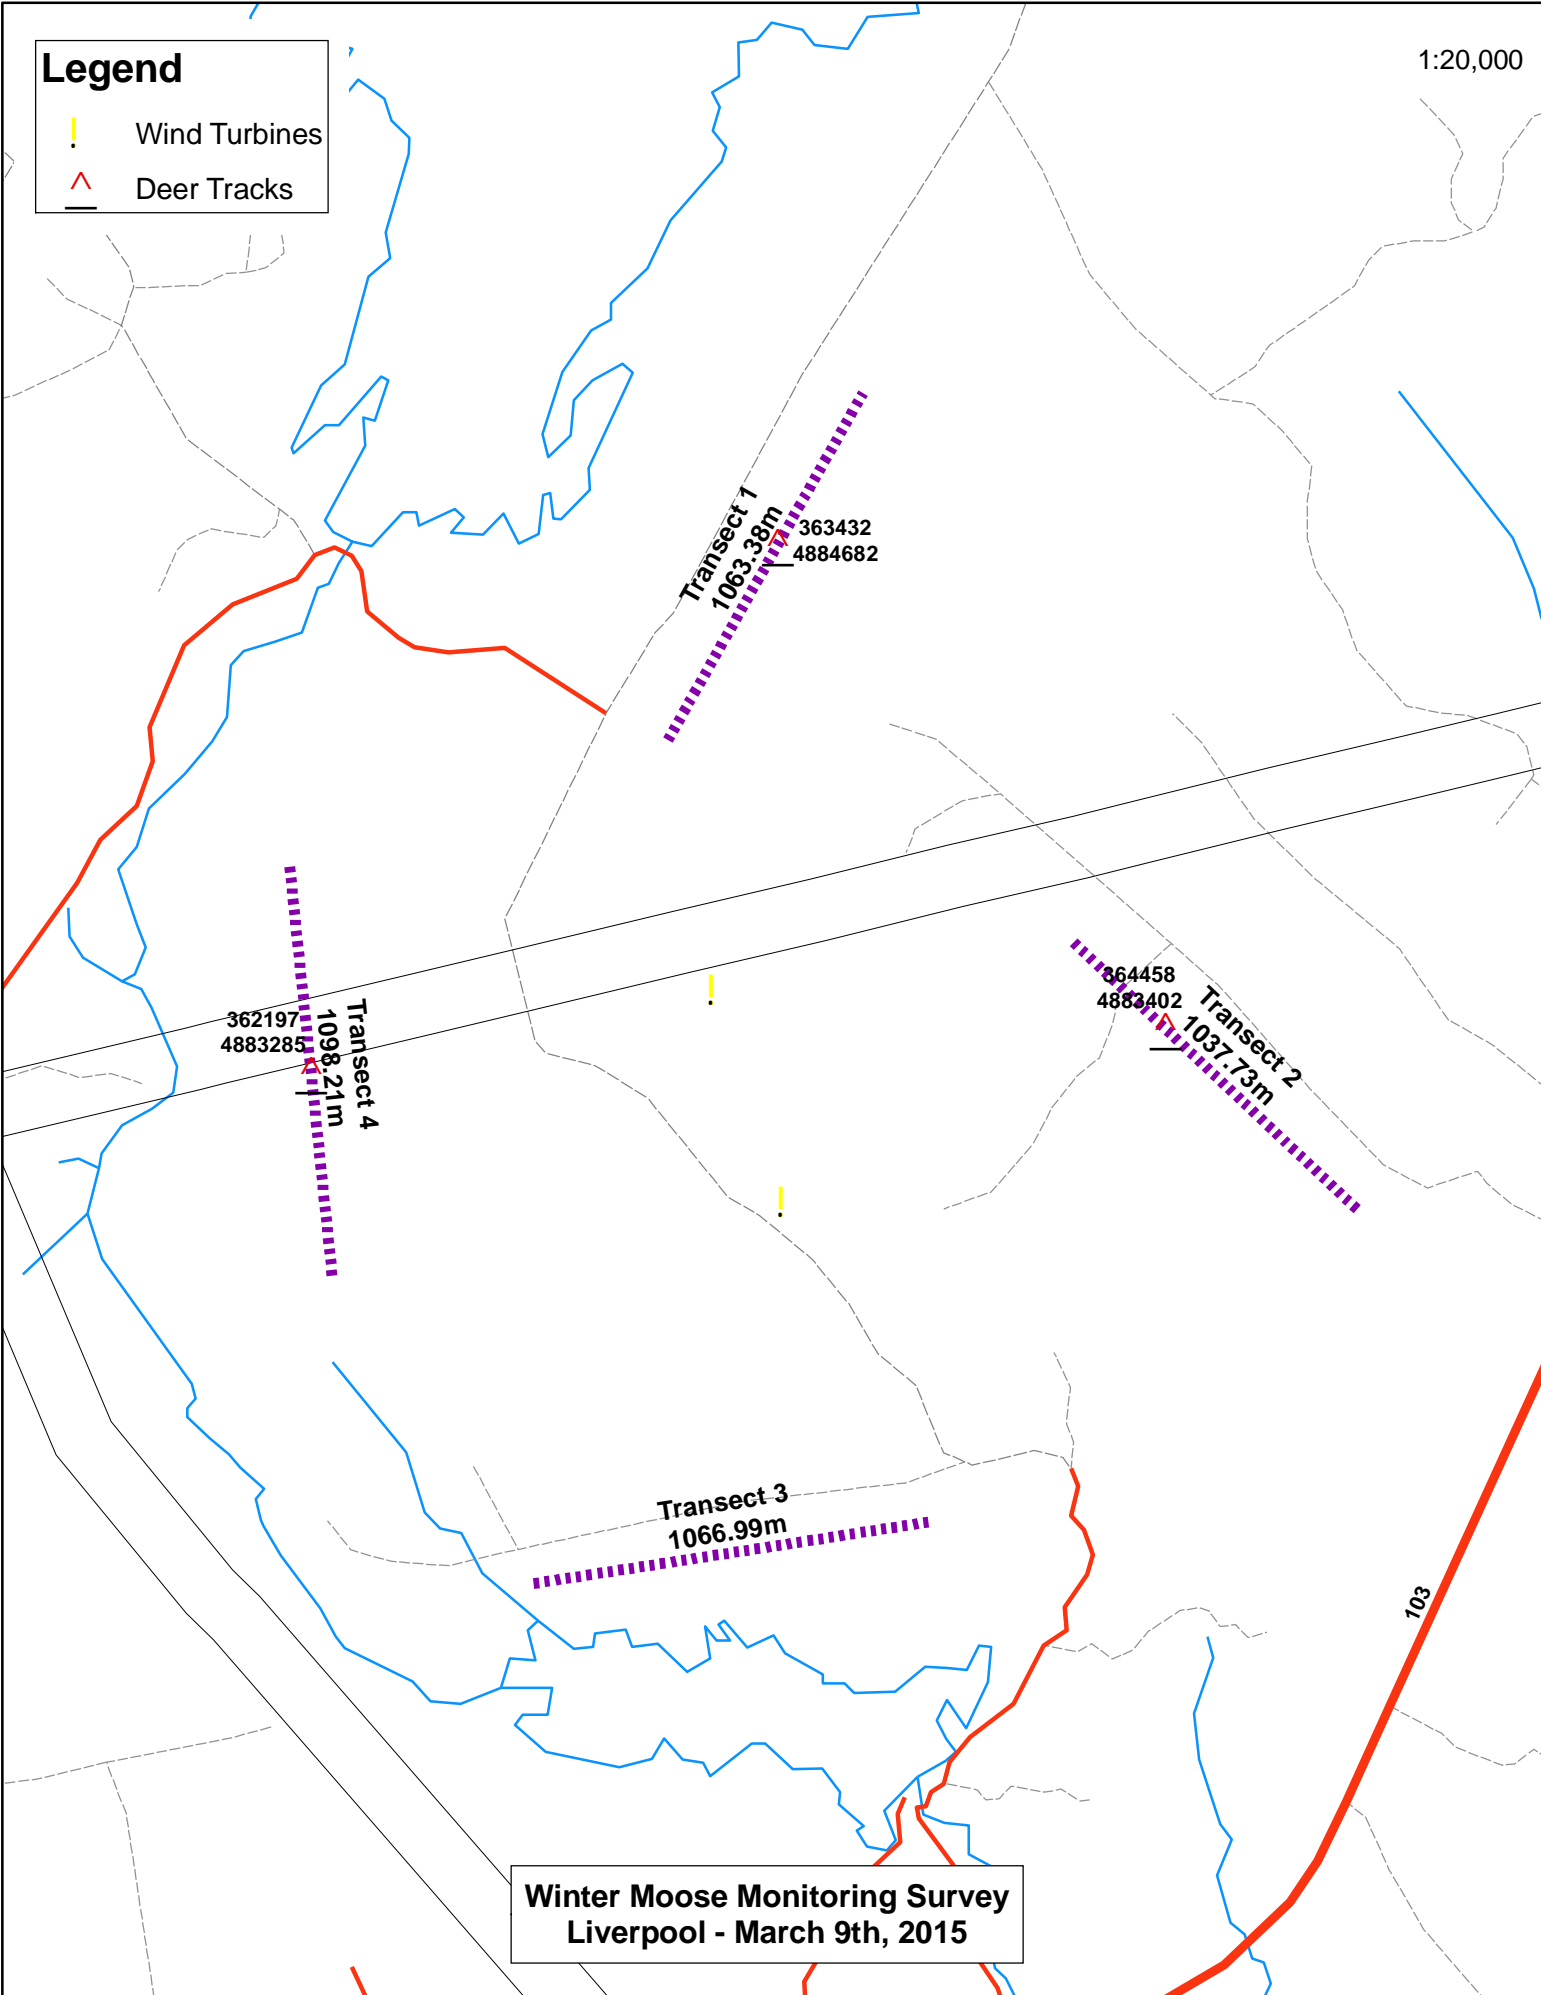 Legend
Wind Turbines
Deer Tracks
1:20,000
Transect 1
1063.38m
363432
4884682
364458
4883402
Transect 2
1037.73m
362197
4883285
Transect 4
1098.21m
Transect 3
1066.99m
103
Winter Moose Monitoring Survey
Liverpool - March 9th, 2015